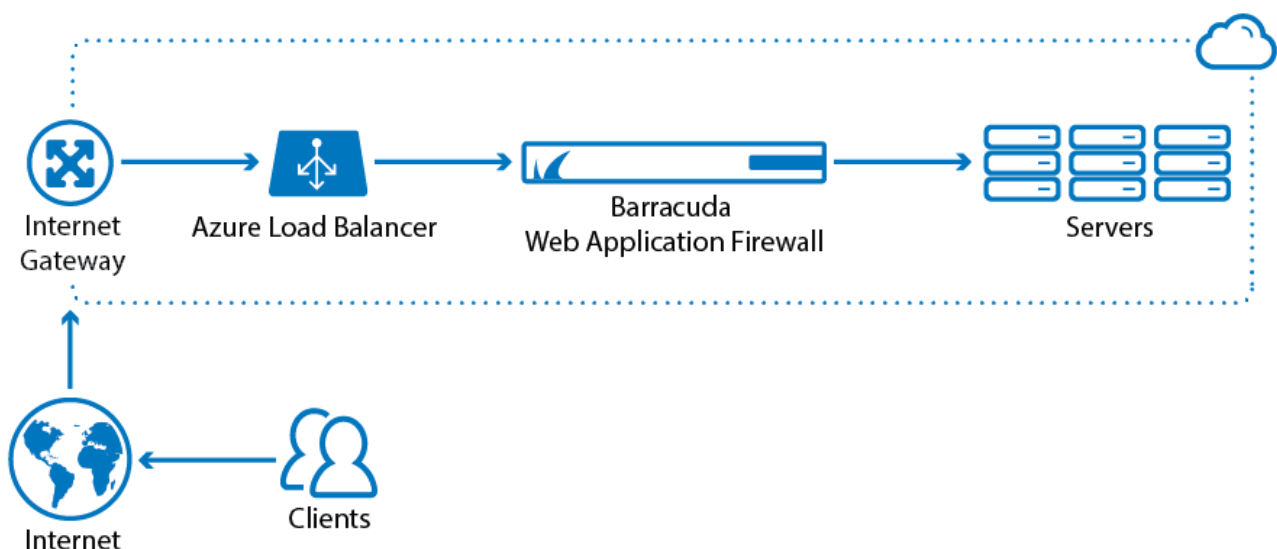 Internet
Gateway
Azure Load Balancer
Barracuda
Web Application Firewall
Servers
Internet
Clients